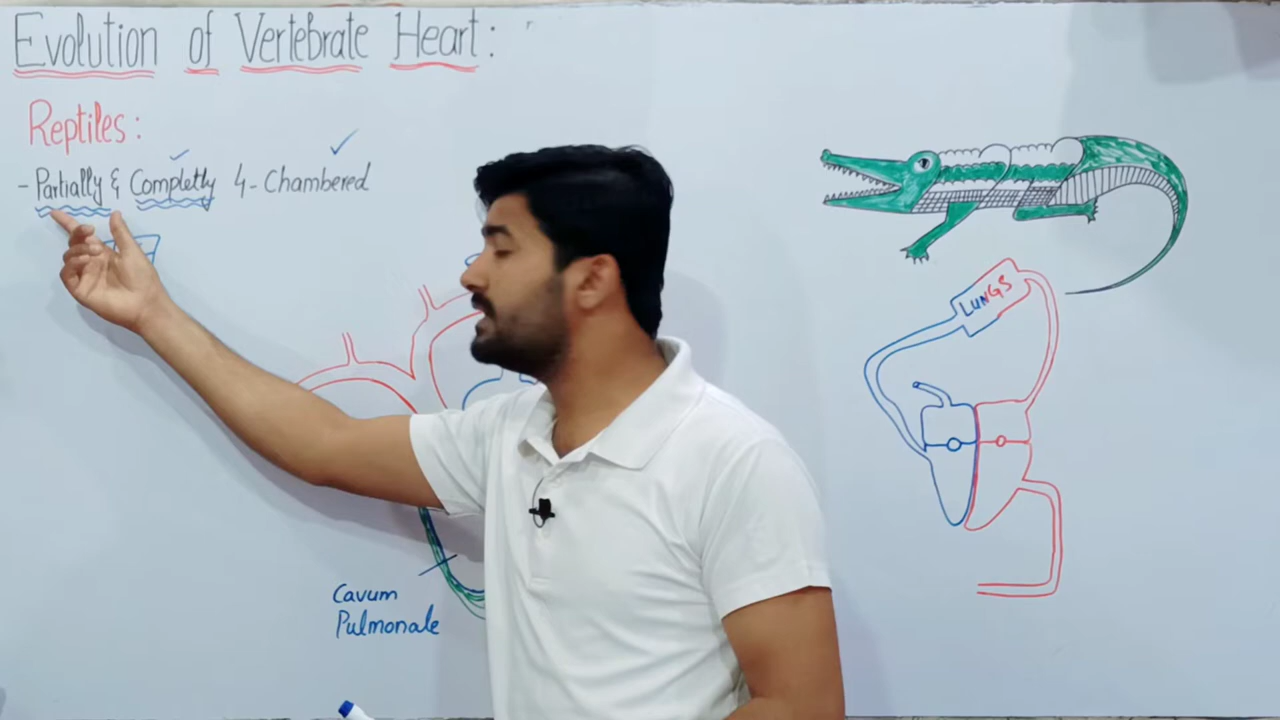 Evolution of Vertebrate Heart:
Reptiles:
- Partially & Completly 4-Chambered
LUNGS
Cavum
Pulmonale